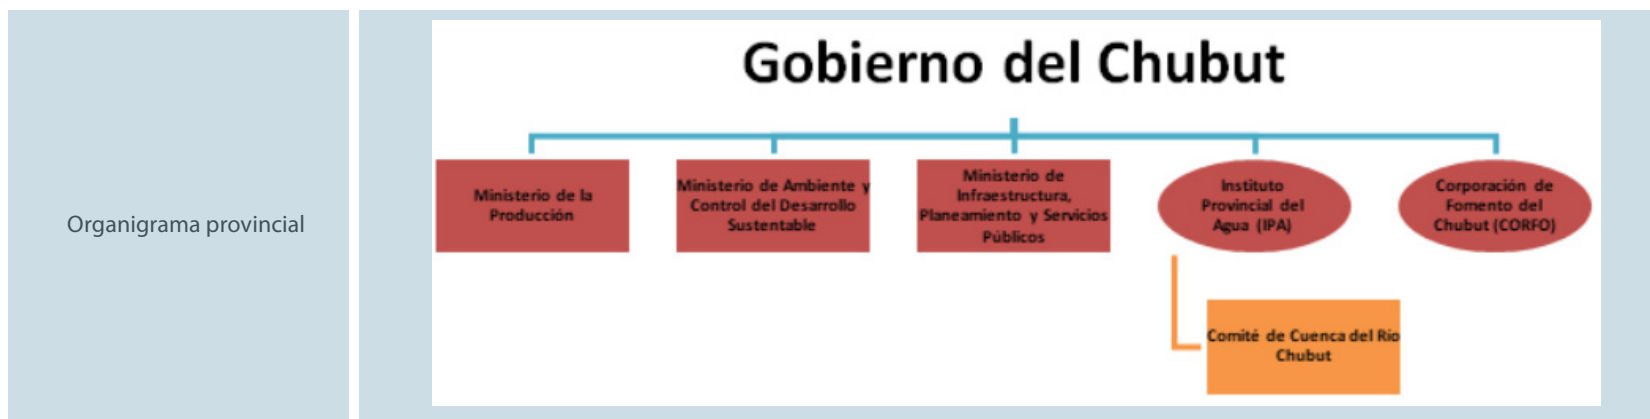 Organigrama provincial
Gobierno del Chubut
Ministerio de la
Producción
Ministerio de Ambiente y
Control del Desarrollo
Sustentable
Ministerio de
Infraestructura,
Planeamiento y Servicios
Públicos
Instituto
Provincial del
Agua (IPA)
Corporación de
Fomento del
Chubut (CORFO)
Comité de Cuenca del Río
Chubut